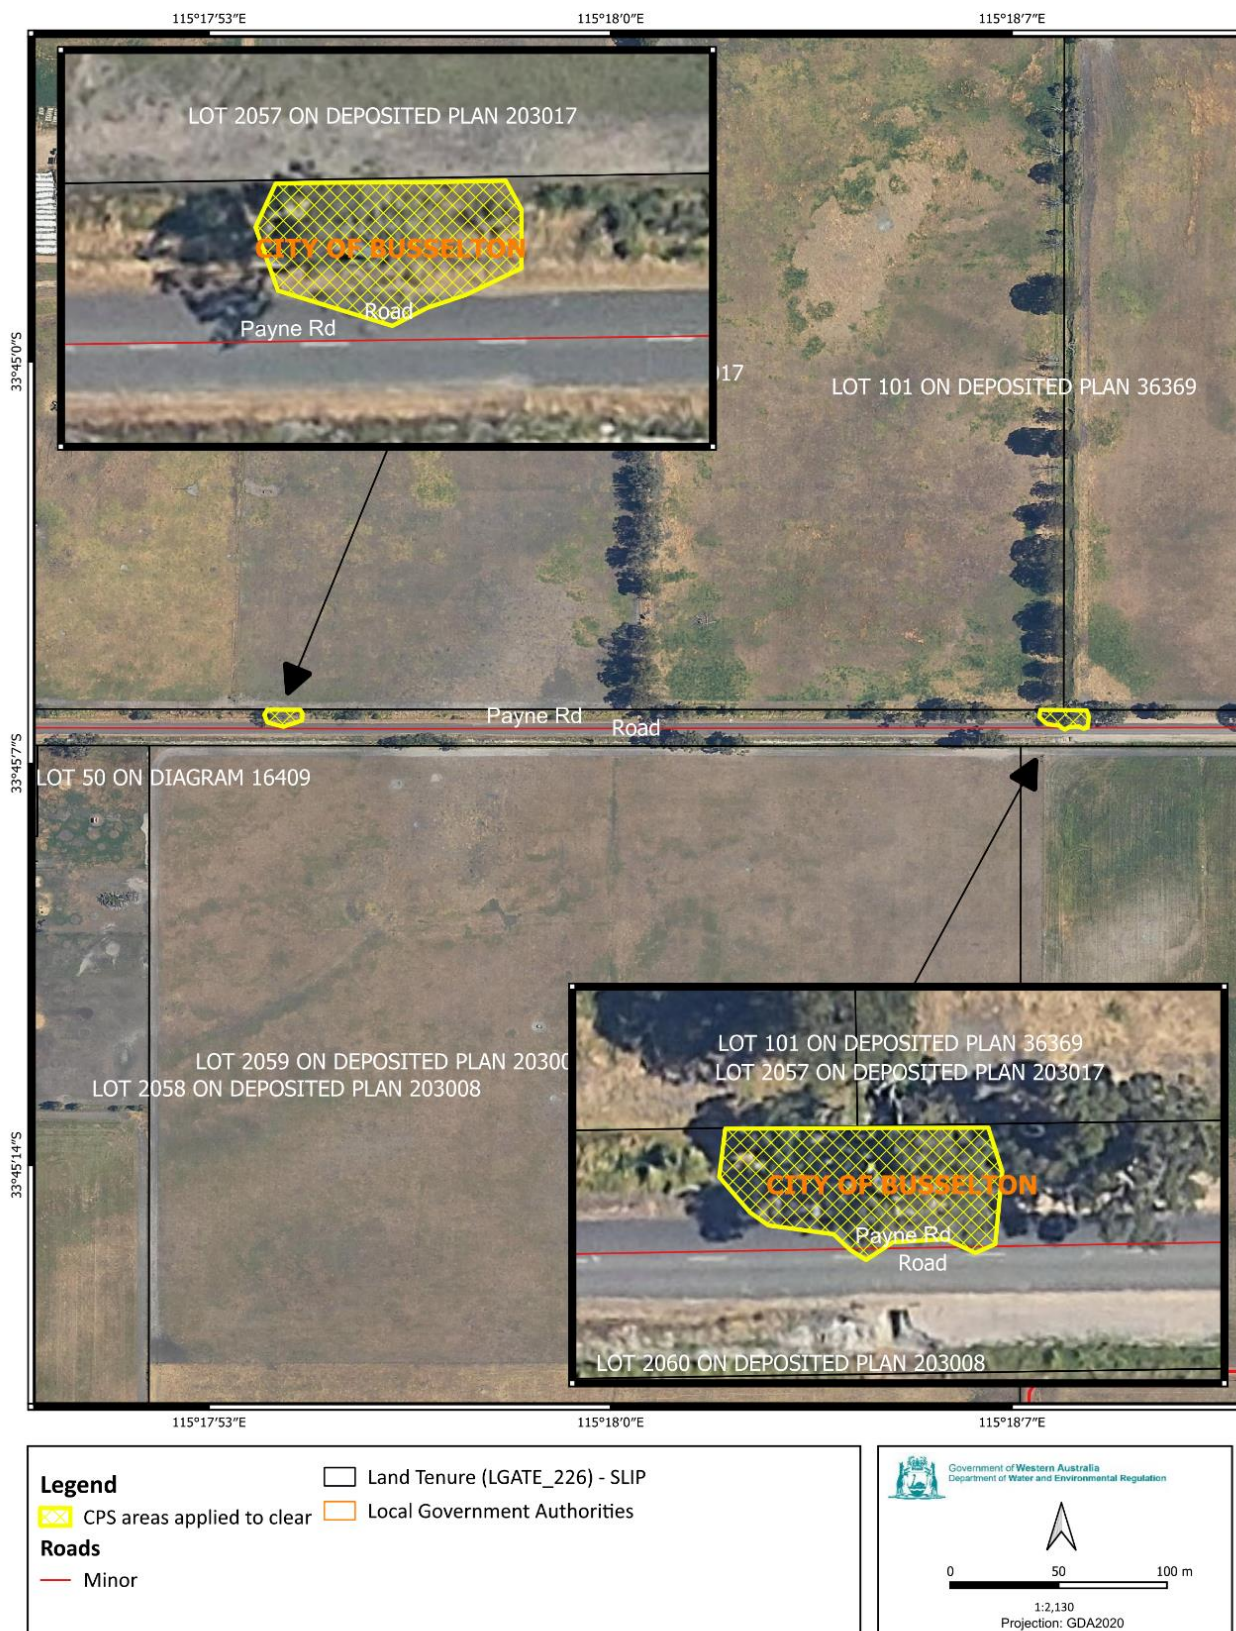 115°17'53"E
115°18'0"E
115°18'7"E
LOT 2057 ON DEPOSITED PLAN 203017
CITY OF BUSSELTON
Road
Payne Rd
33°45'0"S
17
LOT 101 ON DEPOSITED PLAN 36369
Payne Rd
Road
33°45'7"S
LOT 50 ON DIAGRAM 16409
LOT 2059 ON DEPOSITED PLAN 20300
LOT 2058 ON DEPOSITED PLAN 203008
LOT 101 ON DEPOSITED PLAN 36369
LOT 2057 ON DEPOSITED PLAN 203017
33°45'14"S
CITY OF BUSSELTON
Payne Rd
Road
LOT 2060 ON DEPOSITED PLAN 203008
115°17'53"E
115°18'0"E
115°18'7"E
Legend
CPS areas applied to clear
Roads
Minor
Land Tenure (LGATE_226) - SLIP
Local Government Authorities
Government of Western Australia
Department of Water and Environmental Regulation
0 50 100 m
1:2,130
Projection: GDA2020